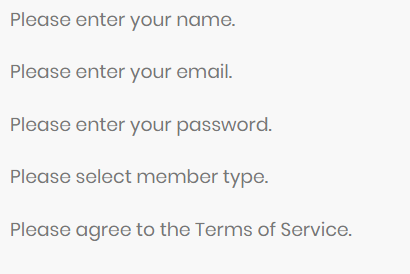 Please enter your name.
Please enter your email.
Please enter your password.
Please select member type.
Please agree to the Terms of Service.